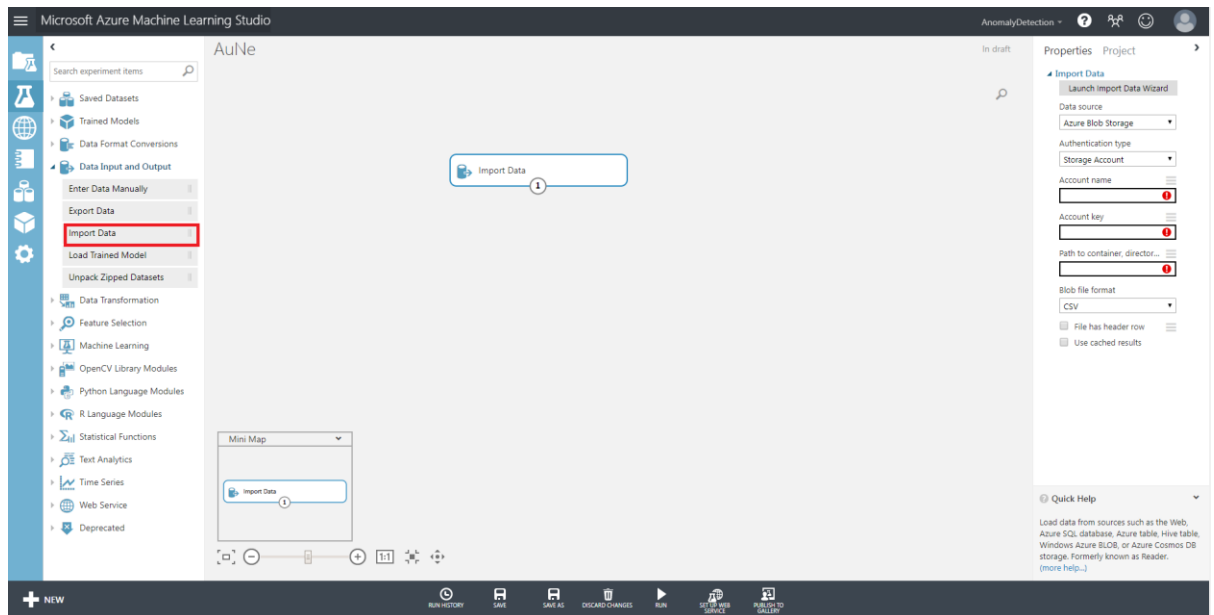 Microsoft Azure Machine Learning Studio
AnomalyDetection
?
AuNe
In draft
Search experiment items
Saved Datasets
Trained Models
Data Format Conversions
Data Input and Output
Enter Data Manually
Export Data
Import Data
Load Trained Model
Unpack Zipped Datasets
Data Transformation
Feature Selection
Machine Learning
OpenCV Library Modules
Python Language Modules
R Language Modules
Statistical Functions
Text Analytics
Time Series
Web Service
Deprecated
Import Data
1
Mini Map
Import Data
1
1:1
Properties Project
Import Data
Launch Import Data Wizard
Data source
Azure Blob Storage
Authentication type
Storage Account
Account name
Account key
Path to container, director...
Blob file format
CSV
File has header row
Use cached results
Quick Help
Load data from sources such as the Web,
Azure SQL database, Azure table, Hive table,
Windows Azure BLOB, or Azure Cosmos DB
storage. Formerly known as Reader.
(more help...)
NEW
RUN HISTORY
SAVE
SAVE AS
DISCARD CHANGES
RUN
SET UP WEB
SERVICE
PUBLISH TO
GALLERY